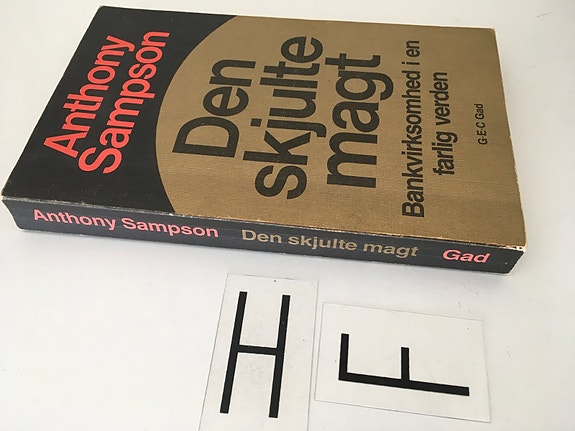 Anthony
Sampson
Den
skjulte
magt
Bankvirksomhed i en
farlig verden
G·E·C Gad
Anthony Sampson Den skjulte magt Gad
H
F